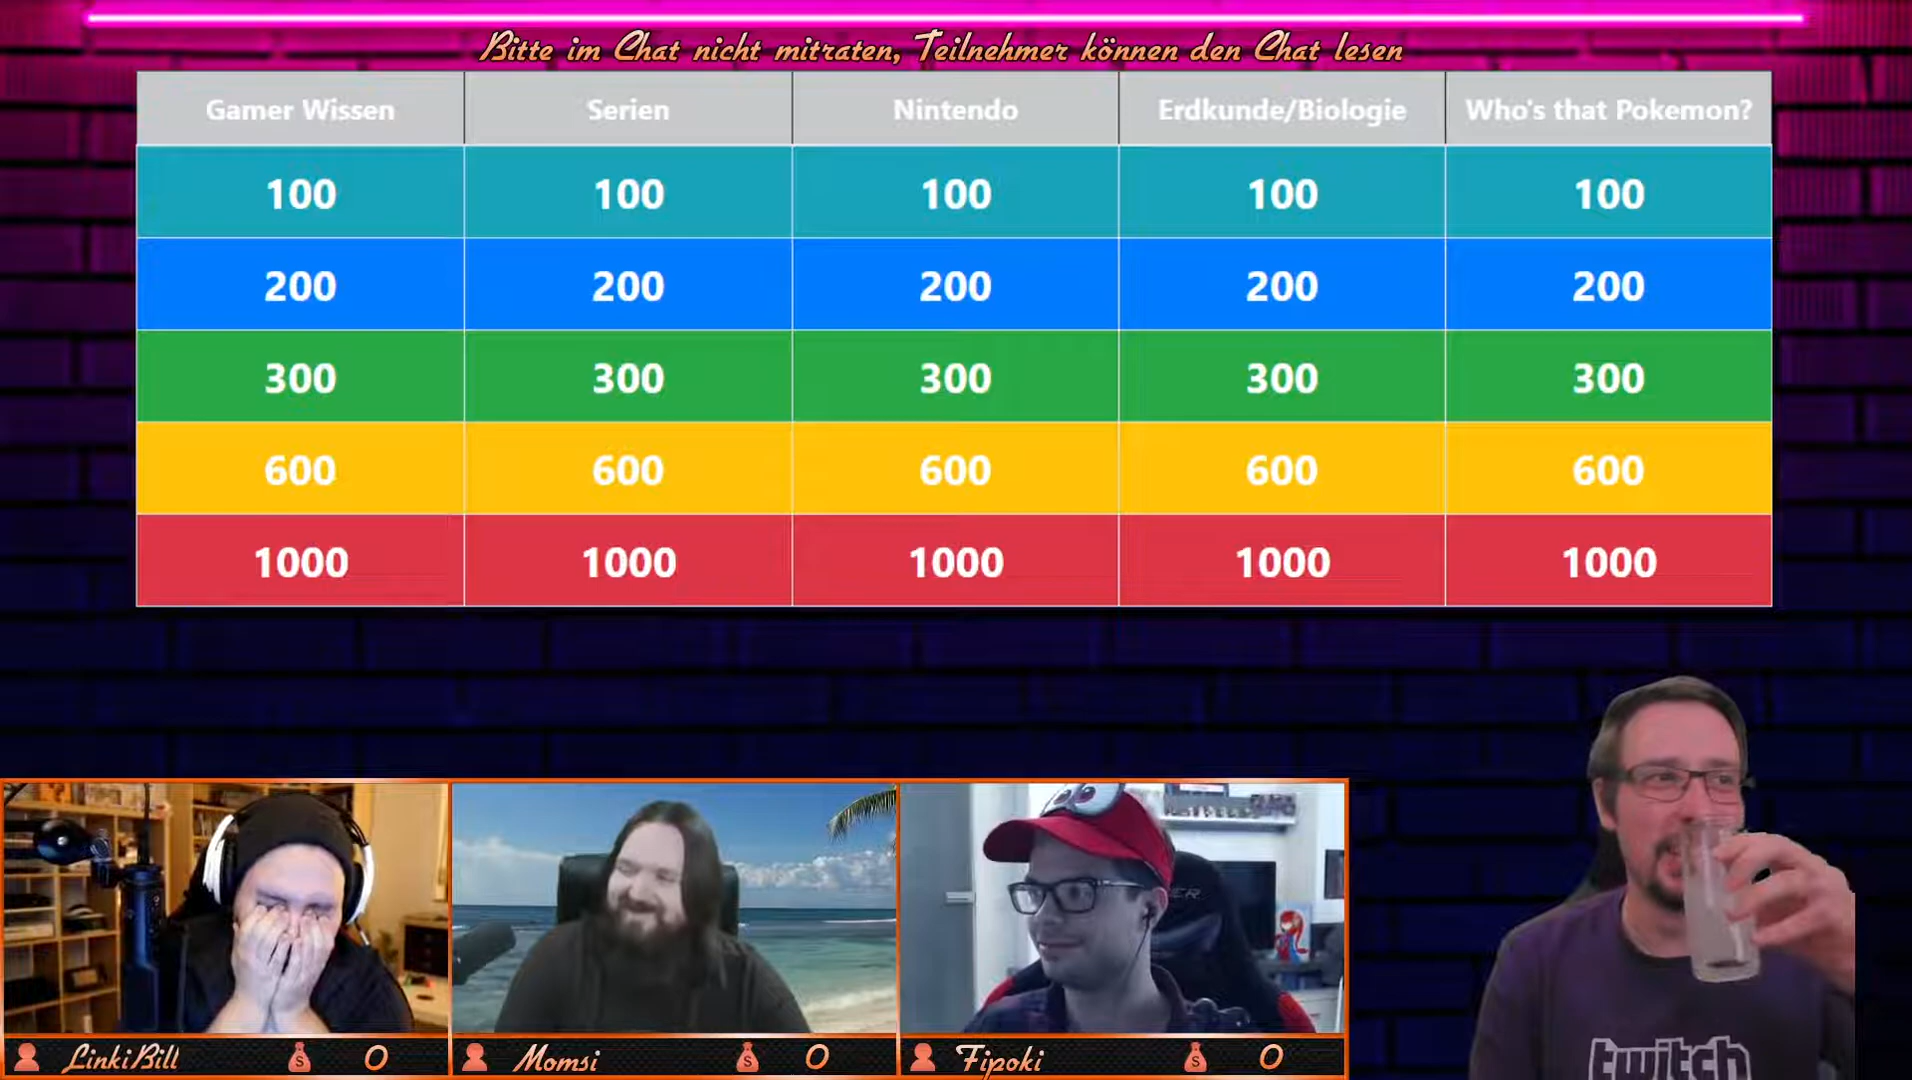 Bitte im Chat nicht mitraten, Teilnehmer können den Chat lesen
Gamer Wissen Serien Nintendo Erdkunde/Biologie Who's that Pokemon?
100 100 100 100 100
200 200 200 200 200
300 300 300 300 300
600 600 600 600 600
1000 1000 1000 1000 1000
LinkiBill $ 0 Momsi $ 0 Fipoki $ 0
twitch